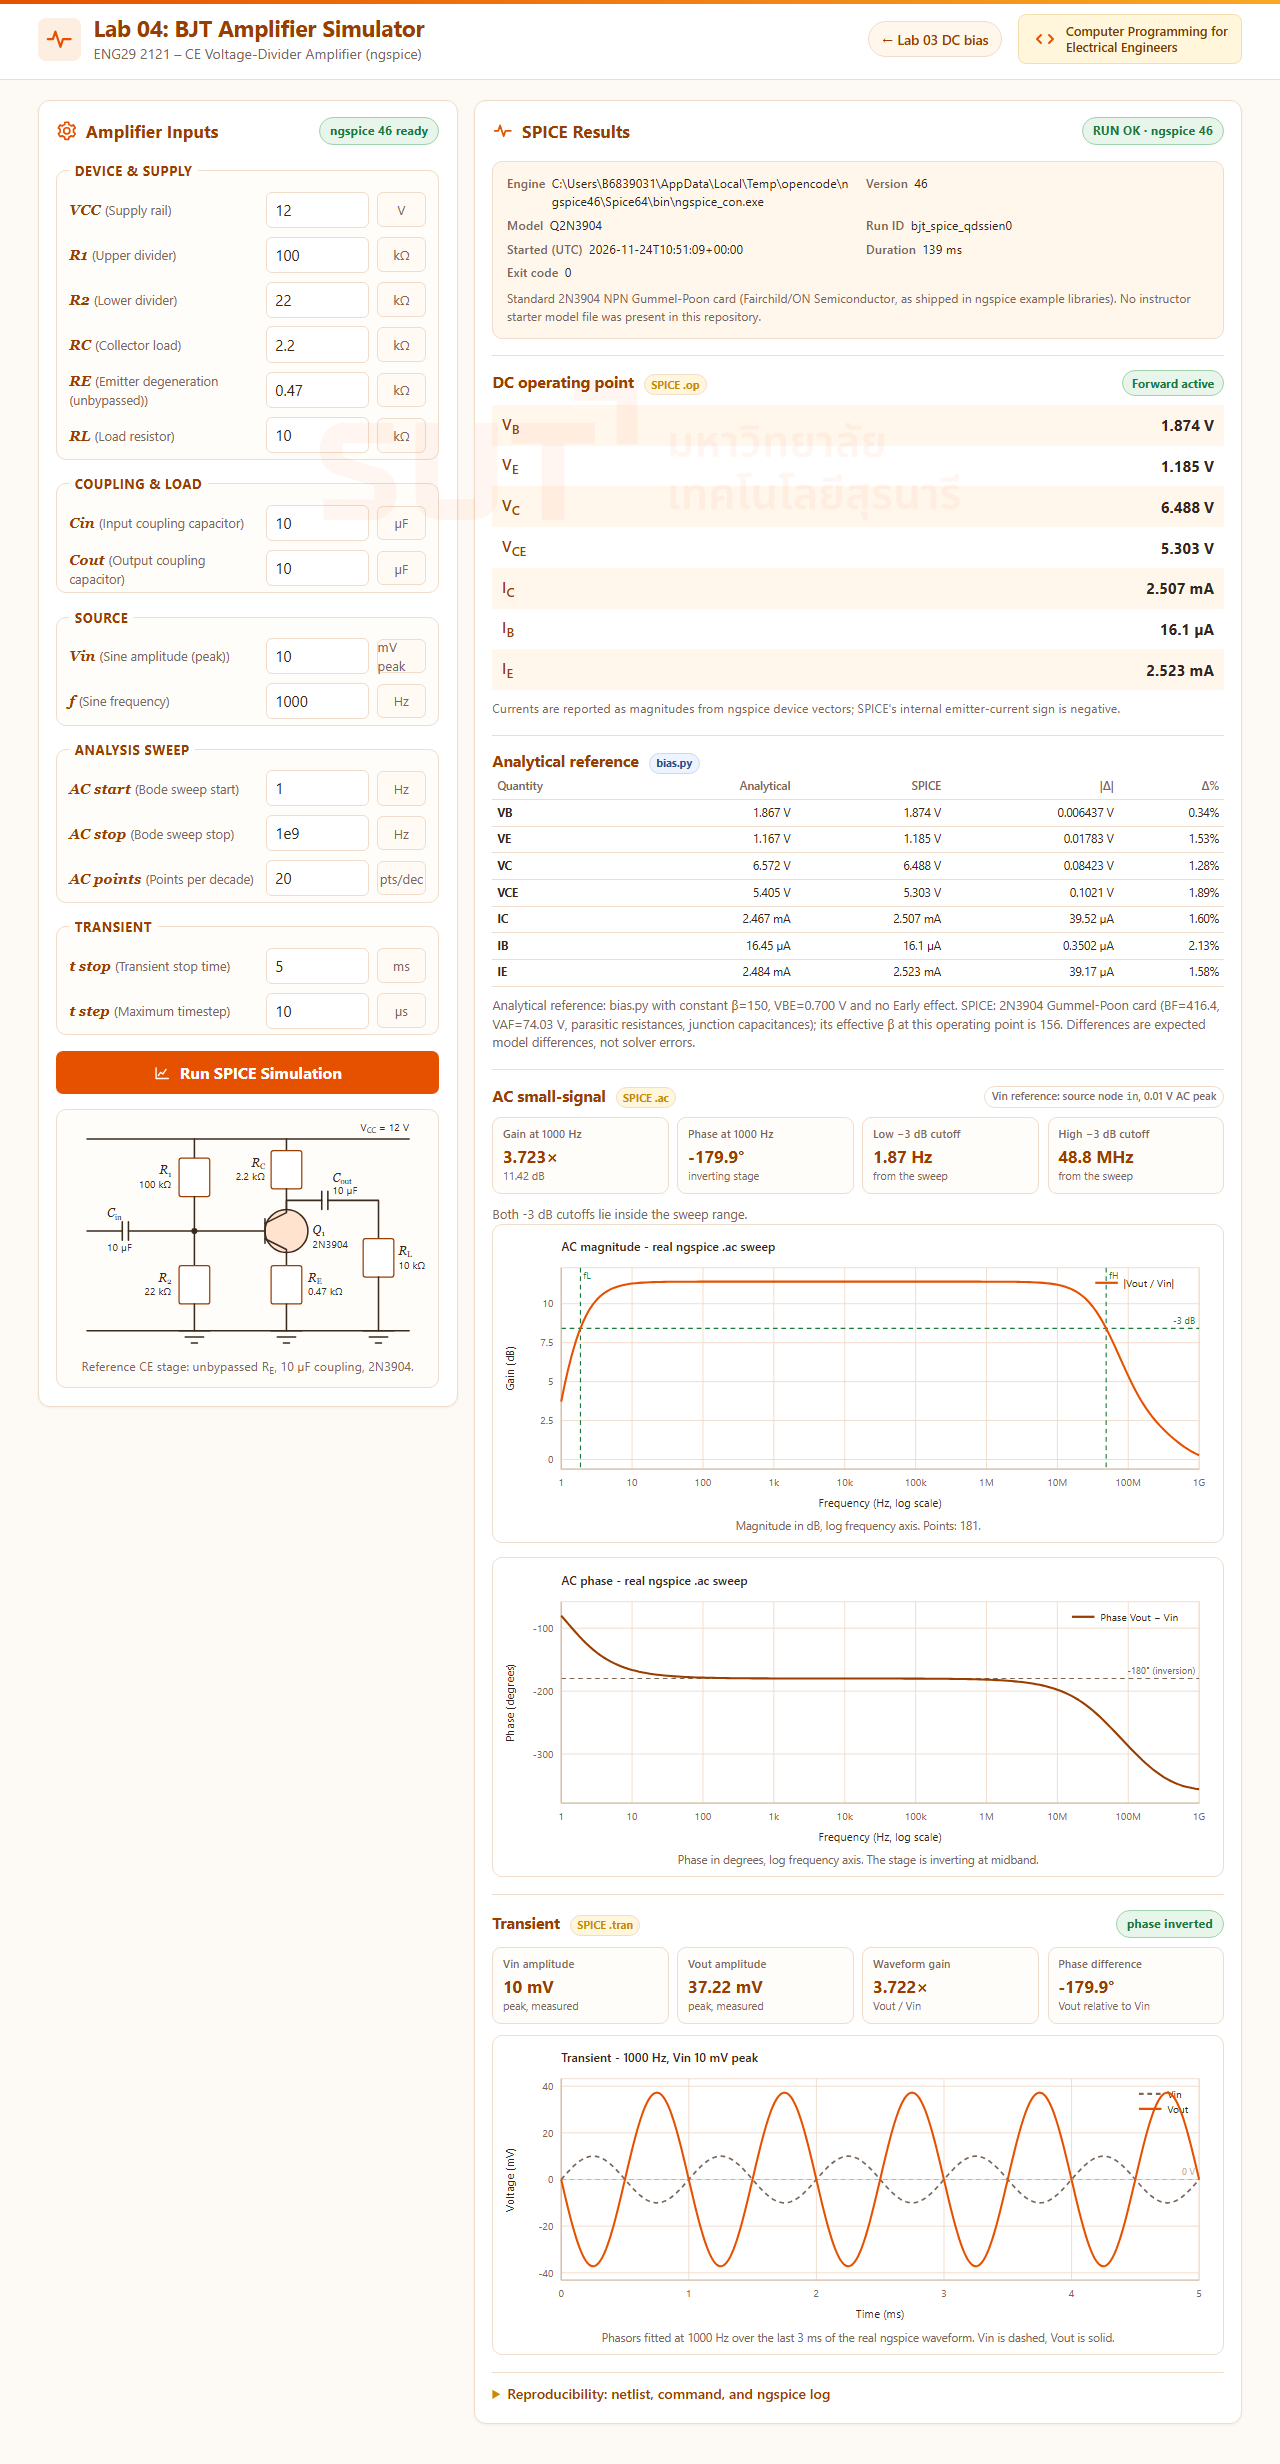 Lab 04: BJT Amplifier Simulator
ENG29 2121 – CE Voltage-Divider Amplifier (ngspice)
← Lab 03 DC bias
Computer Programming for
Electrical Engineers
Amplifier Inputs
ngspice 46 ready
DEVICE & SUPPLY
VCC (Supply rail) 12 V
R1 (Upper divider) 100 kΩ
R2 (Lower divider) 22 kΩ
RC (Collector load) 2.2 kΩ
RE (Emitter degeneration
(unbypassed)) 0.47 kΩ
RL (Load resistor) 10 kΩ
COUPLING & LOAD
Cin (Input coupling capacitor) 10 µF
Cout (Output coupling
capacitor) 10 µF
SOURCE
Vin (Sine amplitude (peak)) 10 mV
peak
f (Sine frequency) 1000 Hz
ANALYSIS SWEEP
AC start (Bode sweep start) 1 Hz
AC stop (Bode sweep stop) 1e9 Hz
AC points (Points per decade) 20 pts/dec
TRANSIENT
t stop (Transient stop time) 5 ms
t step (Maximum timestep) 10 µs
Run SPICE Simulation
VCC = 12 V
R1
100 kΩ
RC
2.2 kΩ
Cout
10 µF
Cin
10 µF
Q1
2N3904
RL
10 kΩ
R2
22 kΩ
RE
0.47 kΩ
Reference CE stage: unbypassed RE, 10 µF coupling, 2N3904.
SPICE Results
RUN OK · ngspice 46
Engine C:\Users\B6839031\AppData\Local\Temp\opencode\n
gspice46\Spice64\bin\ngspice_con.exe
Version 46
Model Q2N3904
Run ID bjt_spice_qdssien0
Started (UTC) 2026-11-24T10:51:09+00:00
Duration 139 ms
Exit code 0
Standard 2N3904 NPN Gummel-Poon card (Fairchild/ON Semiconductor, as shipped in ngspice example libraries). No instructor
starter model file was present in this repository.
DC operating point SPICE .op
Forward active
SUT
มหาวิทยาลัย
เทคโนโลยีสุรนารี
VB 1.874 V
VE 1.185 V
VC 6.488 V
VCE 5.303 V
IC 2.507 mA
IB 16.1 µA
IE 2.523 mA
Currents are reported as magnitudes from ngspice device vectors; SPICE's internal emitter-current sign is negative.
Analytical reference bias.py
Quantity Analytical SPICE |Δ| Δ%
VB 1.867 V 1.874 V 0.006437 V 0.34%
VE 1.167 V 1.185 V 0.01783 V 1.53%
VC 6.572 V 6.488 V 0.08423 V 1.28%
VCE 5.405 V 5.303 V 0.1021 V 1.89%
IC 2.467 mA 2.507 mA 39.52 µA 1.60%
IB 16.45 µA 16.1 µA 0.3502 µA 2.13%
IE 2.484 mA 2.523 mA 39.17 µA 1.58%
Analytical reference: bias.py with constant β=150, VBE=0.700 V and no Early effect. SPICE: 2N3904 Gummel-Poon card (BF=416.4,
VAF=74.03 V, parasitic resistances, junction capacitances); its effective β at this operating point is 156. Differences are expected
model differences, not solver errors.
AC small-signal SPICE .ac
Vin reference: source node in, 0.01 V AC peak
Gain at 1000 Hz
3.723×
11.42 dB
Phase at 1000 Hz
-179.9°
inverting stage
Low −3 dB cutoff
1.87 Hz
from the sweep
High −3 dB cutoff
48.8 MHz
from the sweep
Both -3 dB cutoffs lie inside the sweep range.
AC magnitude - real ngspice .ac sweep
fL
fH
|Vout / Vin|
-3 dB
Gain (dB)
10
7.5
5
2.5
0
1 10 100 1k 10k 100k 1M 10M 100M 1G
Frequency (Hz, log scale)
Magnitude in dB, log frequency axis. Points: 181.
AC phase - real ngspice .ac sweep
Phase Vout − Vin
-180° (inversion)
Phase (degrees)
-100
-200
-300
1 10 100 1k 10k 100k 1M 10M 100M 1G
Frequency (Hz, log scale)
Phase in degrees, log frequency axis. The stage is inverting at midband.
Transient SPICE .tran
phase inverted
Vin amplitude
10 mV
peak, measured
Vout amplitude
37.22 mV
peak, measured
Waveform gain
3.722×
Vout / Vin
Phase difference
-179.9°
Vout relative to Vin
Transient - 1000 Hz, Vin 10 mV peak
Vin
Vout
0 V
Voltage (mV)
40
20
0
-20
-40
0 1 2 3 4 5
Time (ms)
Phasors fitted at 1000 Hz over the last 3 ms of the real ngspice waveform. Vin is dashed, Vout is solid.
Reproducibility: netlist, command, and ngspice log